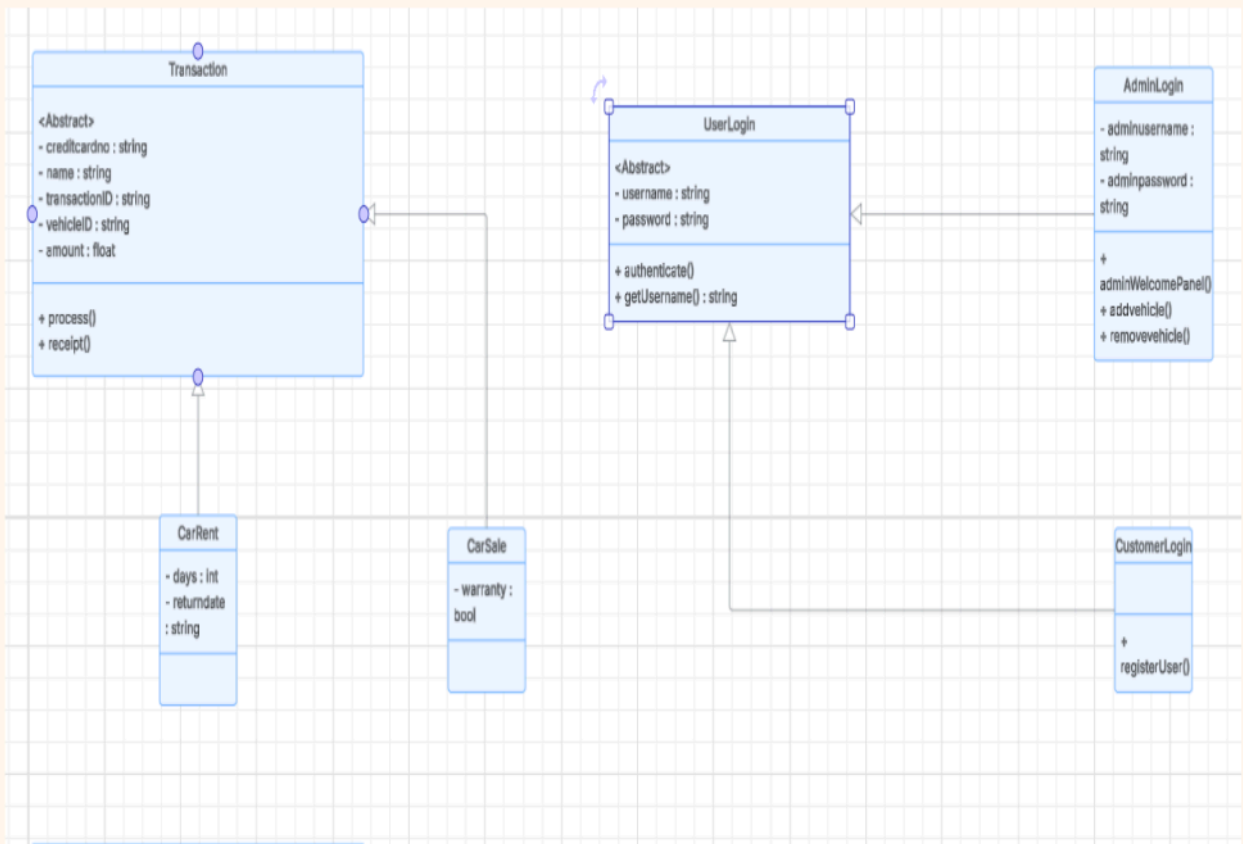 Transaction
<Abstract>
- creditcardno : string
- name : string
- transactionID : string
- vehicleID : string
- amount : float
+ process()
+ receipt()
UserLogin
<Abstract>
- username : string
- password : string
+ authenticate()
+ getUsername() : string
AdminLogin
- adminusername :
string
- adminpassword :
string
+
adminWelcomePanel()
+ addvehicle()
+ removevehicle()
CarRent
- days : int
- returndate
: string
CarSale
- warranty :
bool
CustomerLogin
+
registerUser()